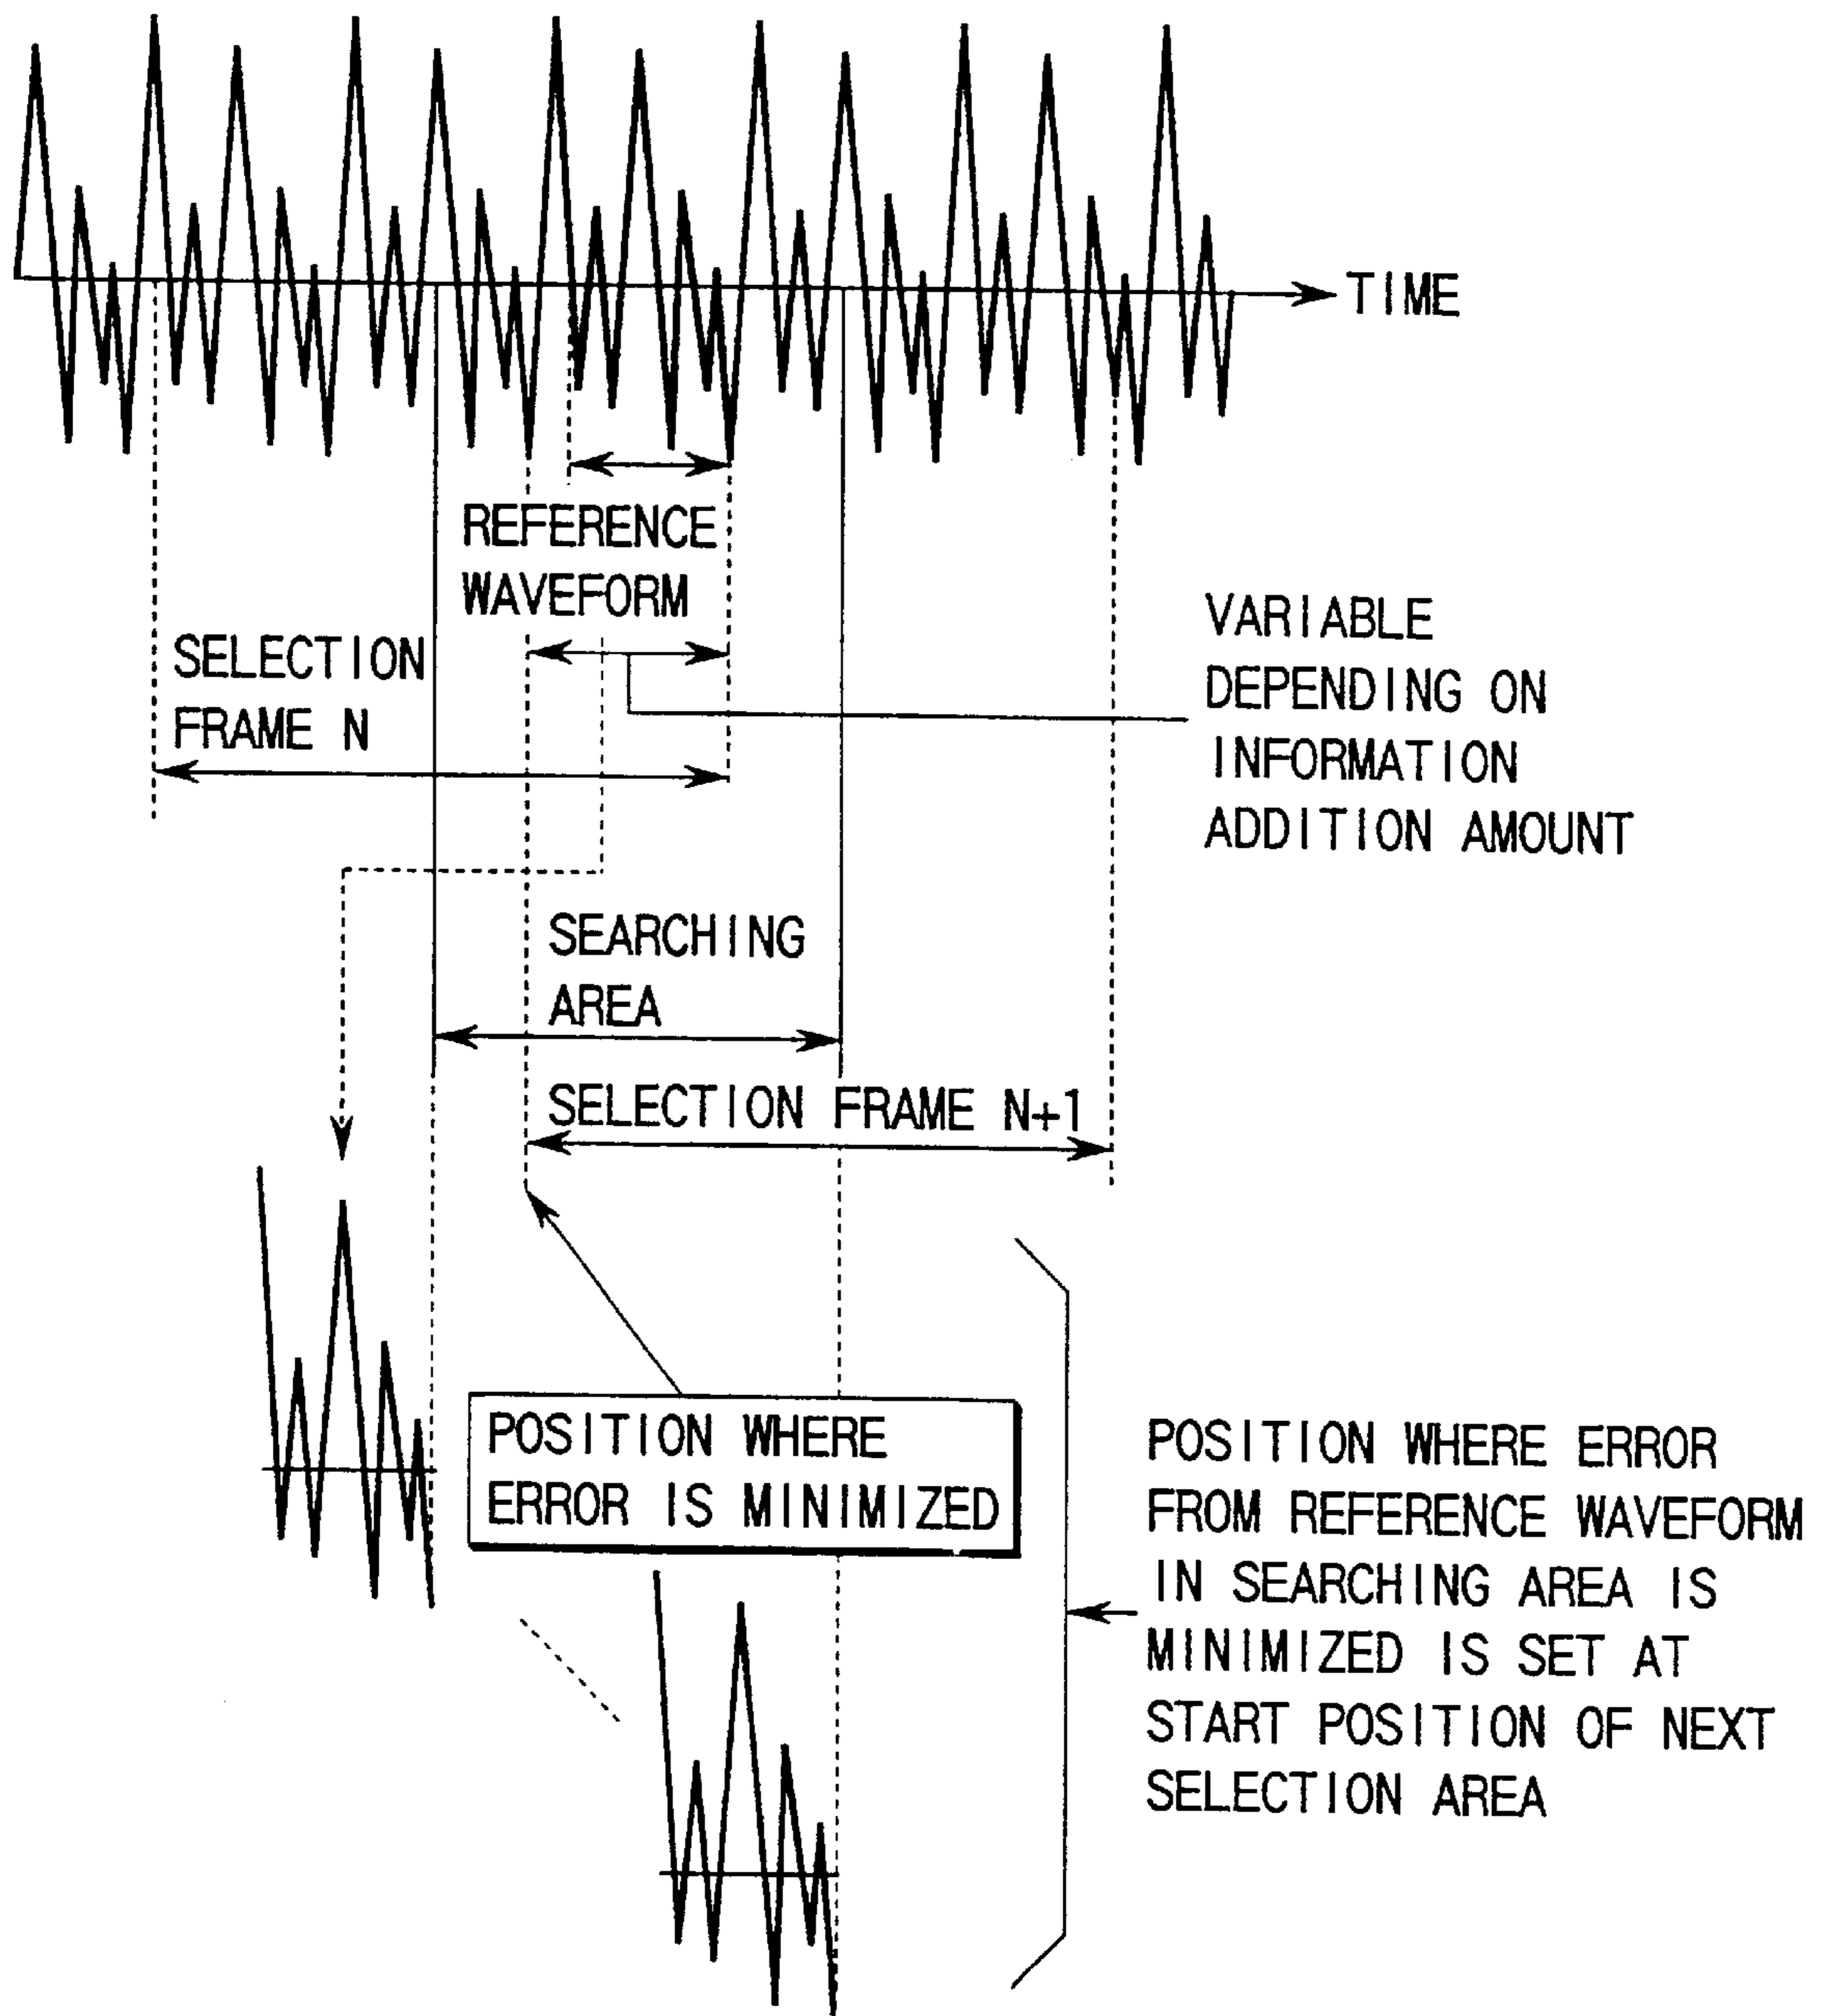 TIME
REFERENCE
WAVEFORM
SELECTION
FRAME N
VARIABLE
DEPENDING ON
INFORMATION
ADDITION AMOUNT
SEARCHING
AREA
SELECTION FRAME N+1
POSITION WHERE
ERROR IS MINIMIZED
POSITION WHERE ERROR
FROM REFERENCE WAVEFORM
IN SEARCHING AREA IS
MINIMIZED IS SET AT
START POSITION OF NEXT
SELECTION AREA